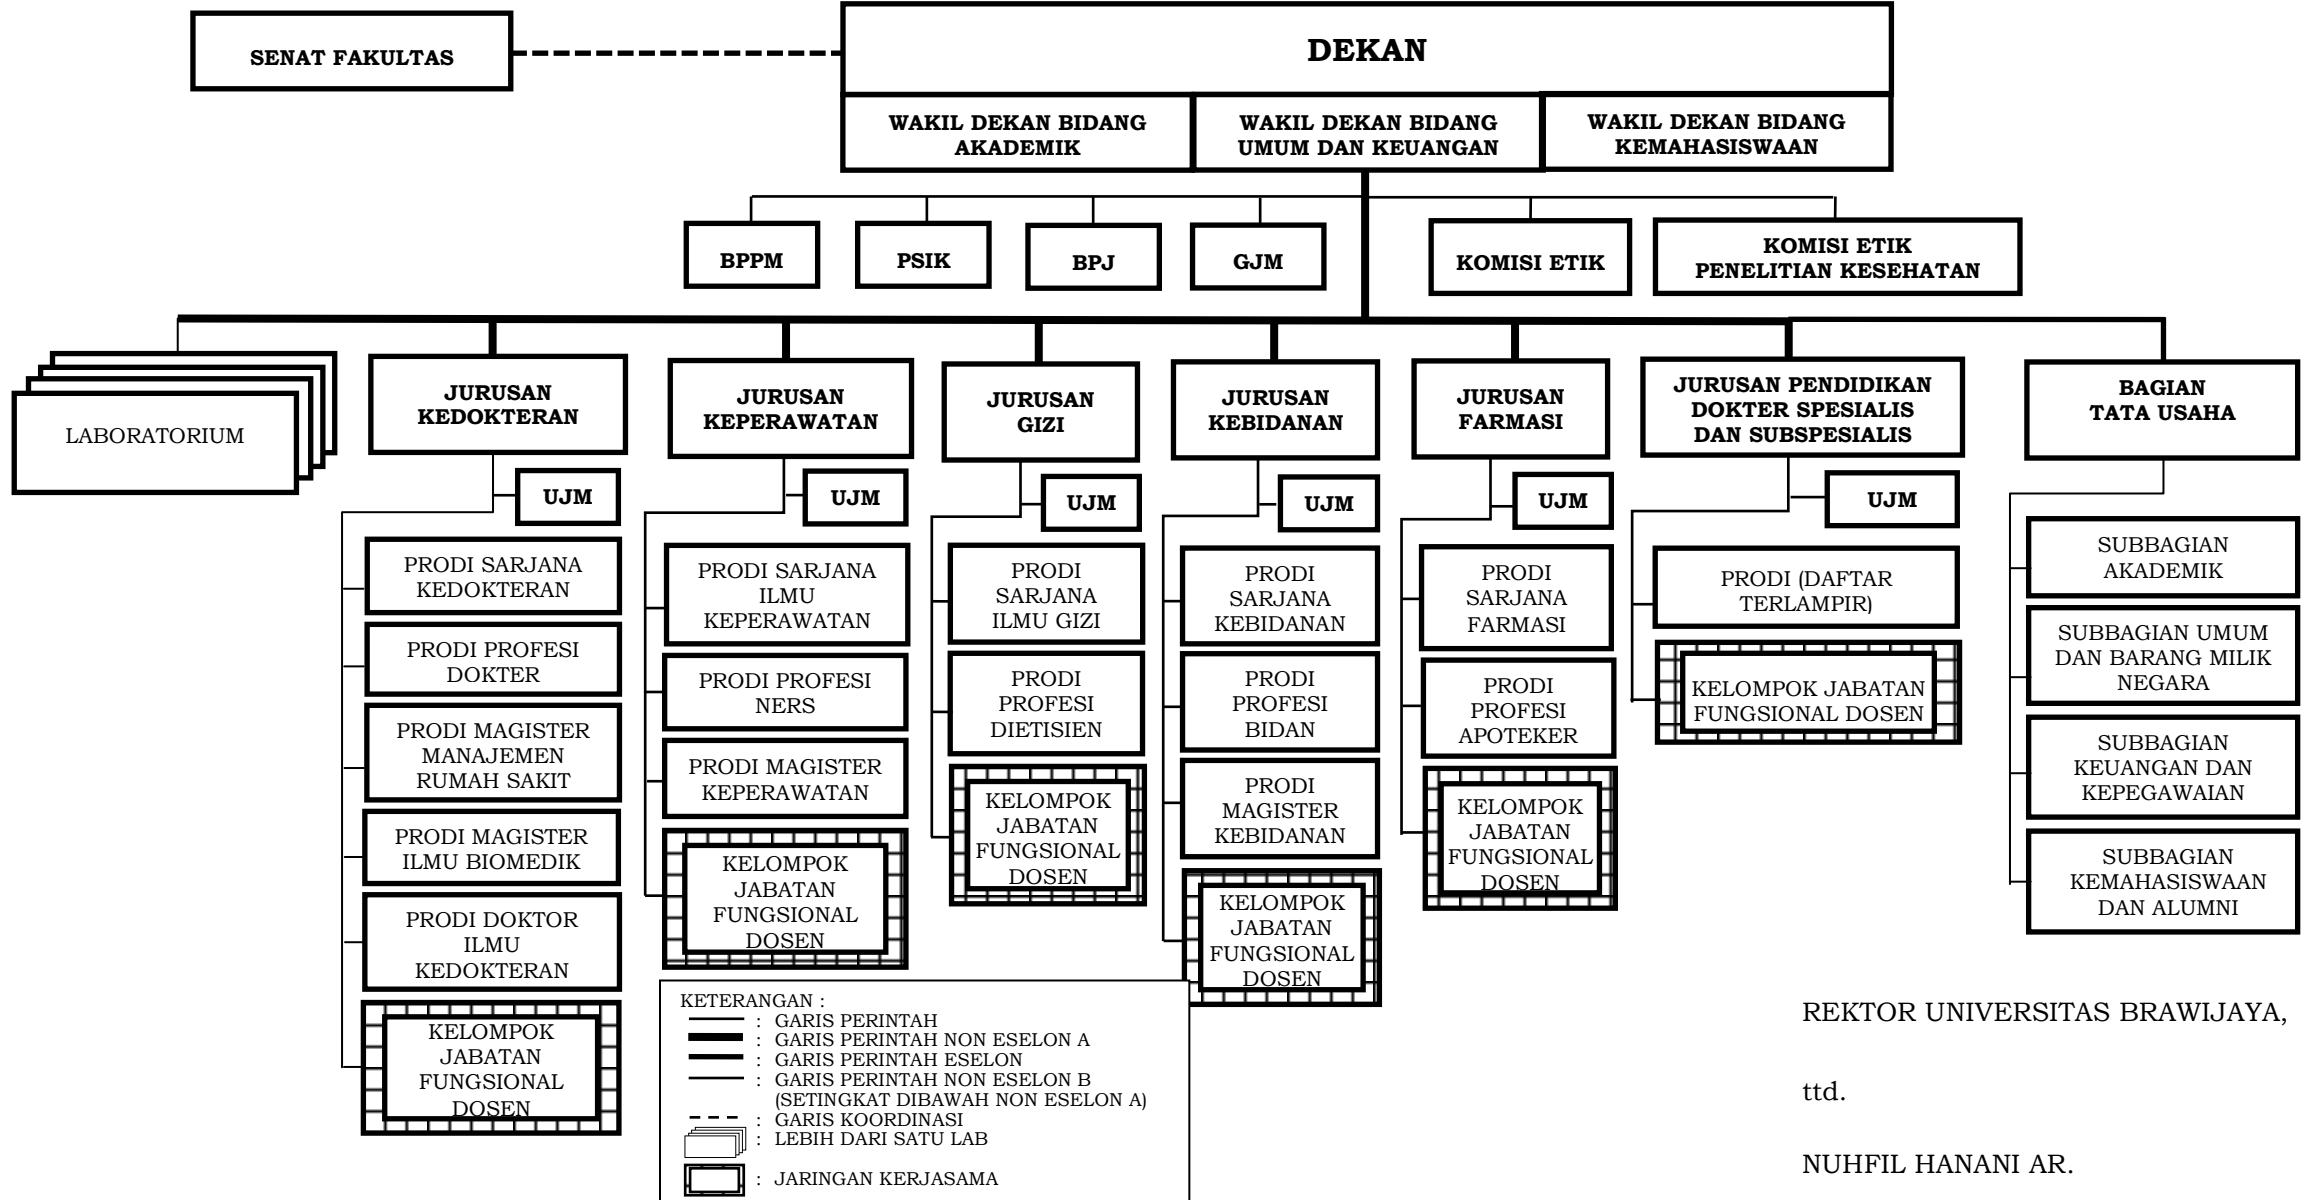 SENAT FAKULTAS
DEKAN
WAKIL DEKAN BIDANG
AKADEMIK
WAKIL DEKAN BIDANG
UMUM DAN KEUANGAN
WAKIL DEKAN BIDANG
KEMAHASISWAAN
BPPM
PSIK
BPJ
GJM
KOMISI ETIK
KOMISI ETIK
PENELITIAN KESEHATAN
LABORATORIUM
JURUSAN
KEDOKTERAN
UJM
PRODI SARJANA
KEDOKTERAN
PRODI PROFESI
DOKTER
PRODI MAGISTER
MANAJEMEN
RUMAH SAKIT
PRODI MAGISTER
ILMU BIOMEDIK
PRODI DOKTOR
ILMU
KEDOKTERAN
KELOMPOK
JABATAN
FUNGSIONAL
DOSEN
JURUSAN
KEPERAWATAN
UJM
PRODI SARJANA
ILMU
KEPERAWATAN
PRODI PROFESI
NERS
PRODI MAGISTER
KEPERAWATAN
KELOMPOK
JABATAN
FUNGSIONAL
DOSEN
JURUSAN
GIZI
UJM
PRODI
SARJANA
ILMU GIZI
PRODI
PROFESI
DIETISIEN
KELOMPOK
JABATAN
FUNGSIONAL
DOSEN
JURUSAN
KEBIDANAN
UJM
PRODI
SARJANA
KEBIDANAN
PRODI
PROFESI
BIDAN
PRODI
MAGISTER
KEBIDANAN
KELOMPOK
JABATAN
FUNGSIONAL
DOSEN
JURUSAN
FARMASI
UJM
PRODI
SARJANA
FARMASI
PRODI
PROFESI
APOTEKER
KELOMPOK
JABATAN
FUNGSIONAL
DOSEN
JURUSAN PENDIDIKAN
DOKTER SPESIALIS
DAN SUBSPESIALIS
UJM
PRODI (DAFTAR
TERLAMPIR)
KELOMPOK JABATAN
FUNGSIONAL DOSEN
BAGIAN
TATA USAHA
SUBBAGIAN
AKADEMIK
SUBBAGIAN UMUM
DAN BARANG MILIK
NEGARA
SUBBAGIAN
KEUANGAN DAN
KEPEGAWAIAN
SUBBAGIAN
KEMAHASISWAAN
DAN ALUMNI
KETERANGAN :
: GARIS PERINTAH
: GARIS PERINTAH NON ESELON A
: GARIS PERINTAH ESELON
: GARIS PERINTAH NON ESELON B
(SETINGKAT DIBAWAH NON ESELON A)
: GARIS KOORDINASI
: LEBIH DARI SATU LAB
: JARINGAN KERJASAMA
REKTOR UNIVERSITAS BRAWIJAYA,
ttd.
NUHFIL HANANI AR.